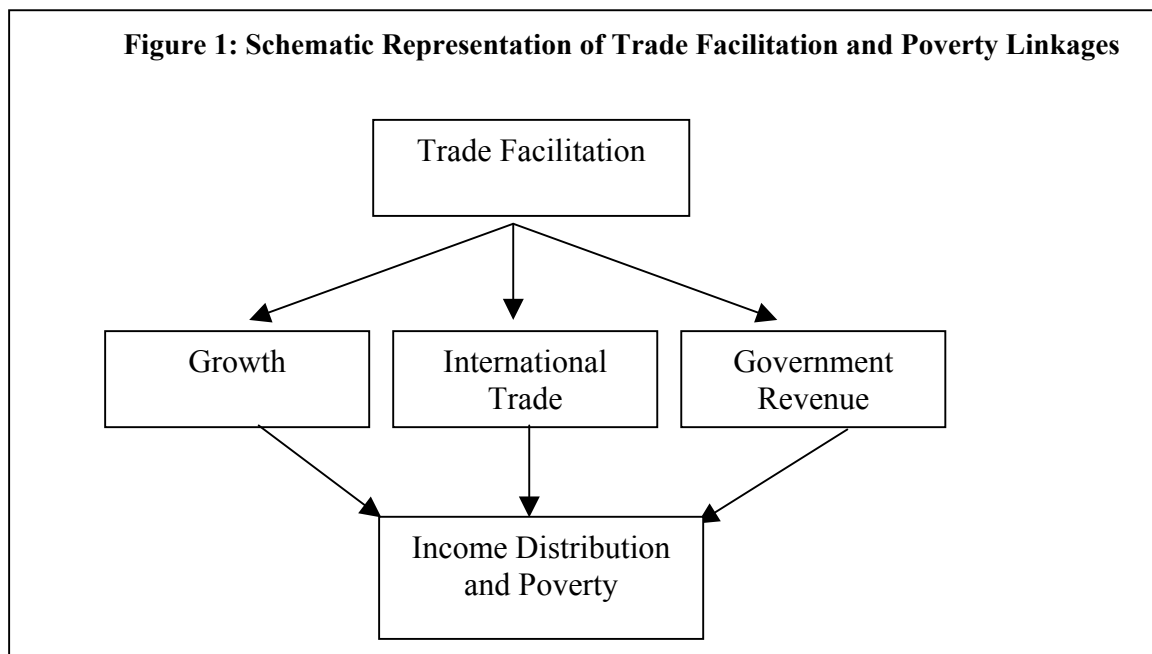 Figure 1: Schematic Representation of Trade Facilitation and Poverty Linkages
Trade Facilitation
Growth
International
Trade
Government
Revenue
Income Distribution
and Poverty